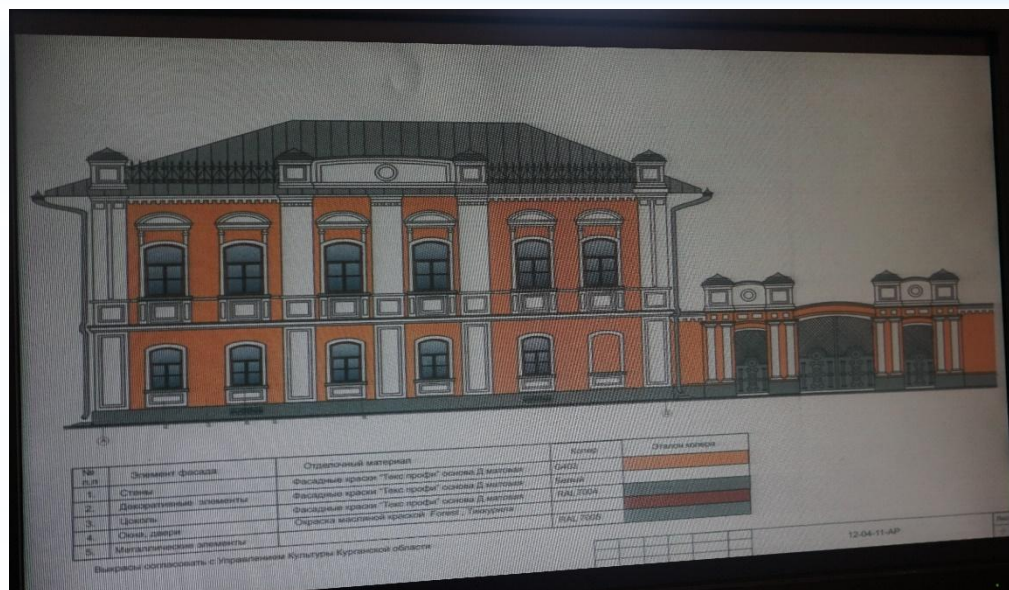 № п.п Элемент фасада Отделочный материал Колер Эталон колера
1. Стены Фасадные краски "Текс профи" основа Д матовая G403
2. Декоративные элементы Фасадные краски "Текс профи" основа Д матовая Белый
3. Цоколь Фасадные краски "Текс профи" основа Д матовая RAL7004
4. Окна, двери Окраска масляной краской Forest, Тиккурила
5. Металлические элементы RAL 7005
Выкрасы согласовать с Управлением Культуры Курганской области
12-04-11-АР